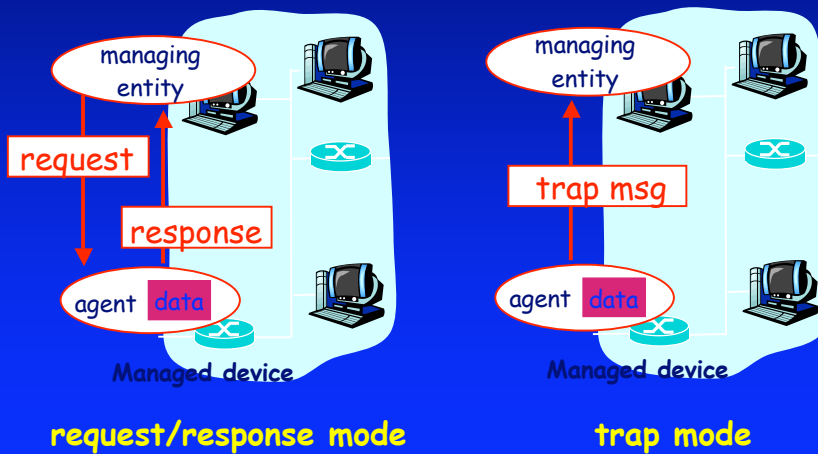 managing
entity
request
response
agent data
Managed device
request/response mode
managing
entity
trap msg
agent data
Managed device
trap mode